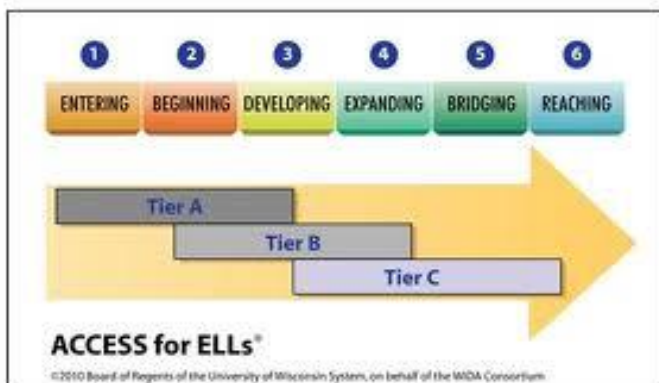 1 2 3 4 5 6
ENTERING BEGINNING DEVELOPING EXPANDING BRIDGING REACHING
Tier A
Tier B
Tier C
ACCESS for ELLs®
©2010 Board of Regents of the University of Wisconsin System, on behalf of the WIDA Consortium